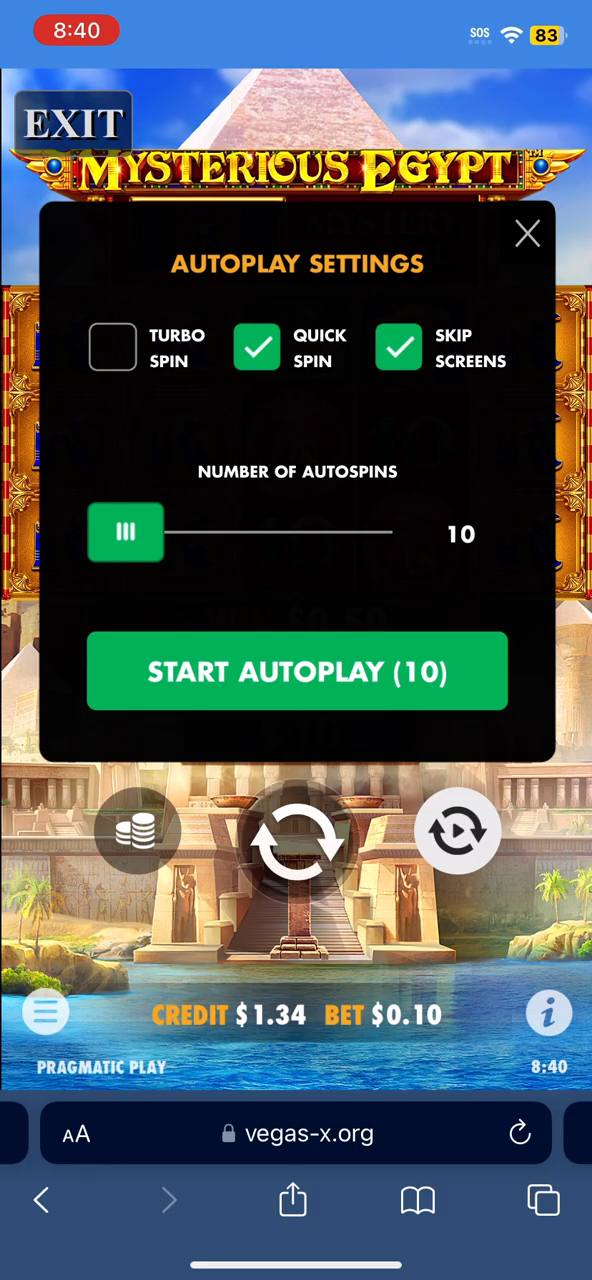 8:40
SOS
83
EXIT
MYSTERIOUS EGYPT™
AUTOPLAY SETTINGS
TURBO SPIN
QUICK SPIN
SKIP SCREENS
NUMBER OF AUTOSPINS
10
START AUTOPLAY (10)
CREDIT $1.34 BET $0.10
PRAGMATIC PLAY
8:40
AA
vegas-x.org